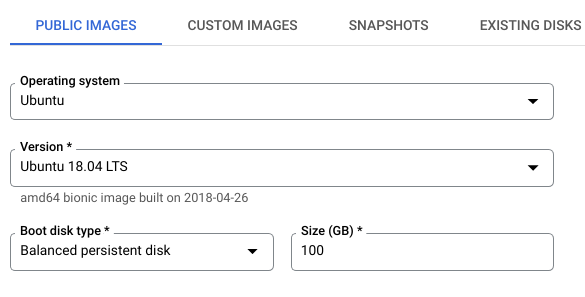 PUBLIC IMAGES CUSTOM IMAGES SNAPSHOTS EXISTING DISKS
Operating system
Ubuntu
Version *
Ubuntu 18.04 LTS
amd64 bionic image built on 2018-04-26
Boot disk type * Size (GB) *
Balanced persistent disk 100